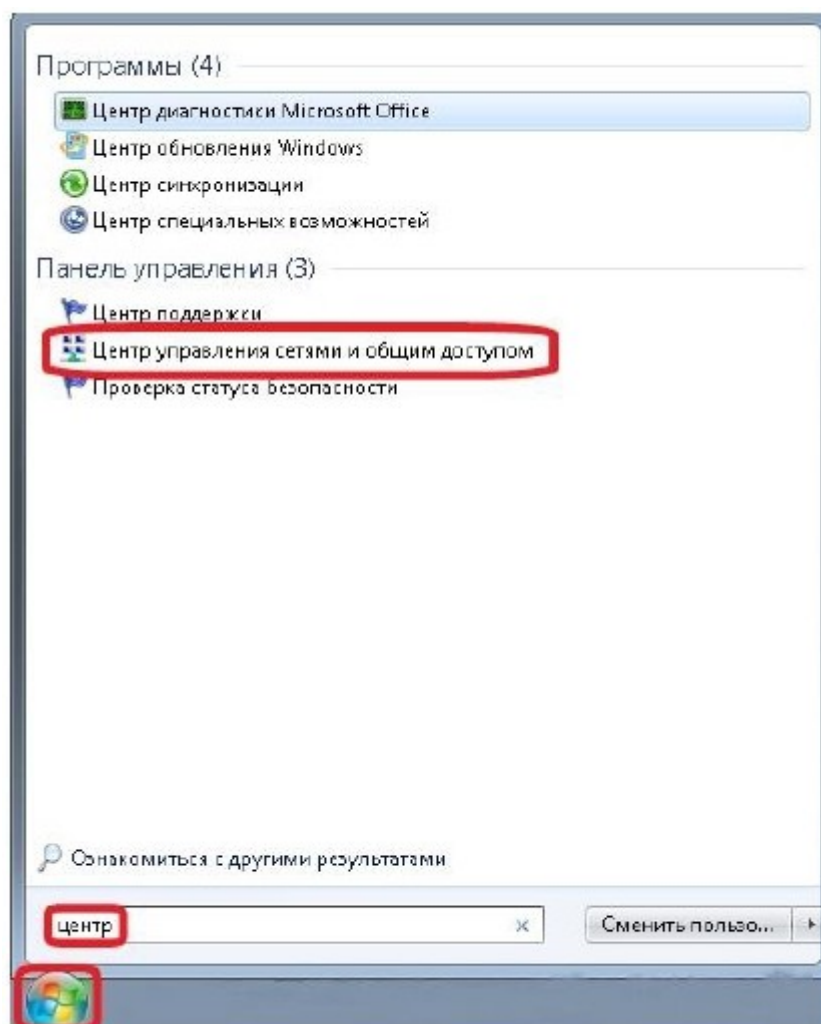 Программы (4)
Центр диагностики Microsoft Office
Центр обновления Windows
Центр синхронизации
Центр специальных возможностей
Панель управления (3)
Центр поддержки
Центр управления сетями и общим доступом
Проверка статуса безопасности
Ознакомиться с другими результатами
центр
Сменить пользо...